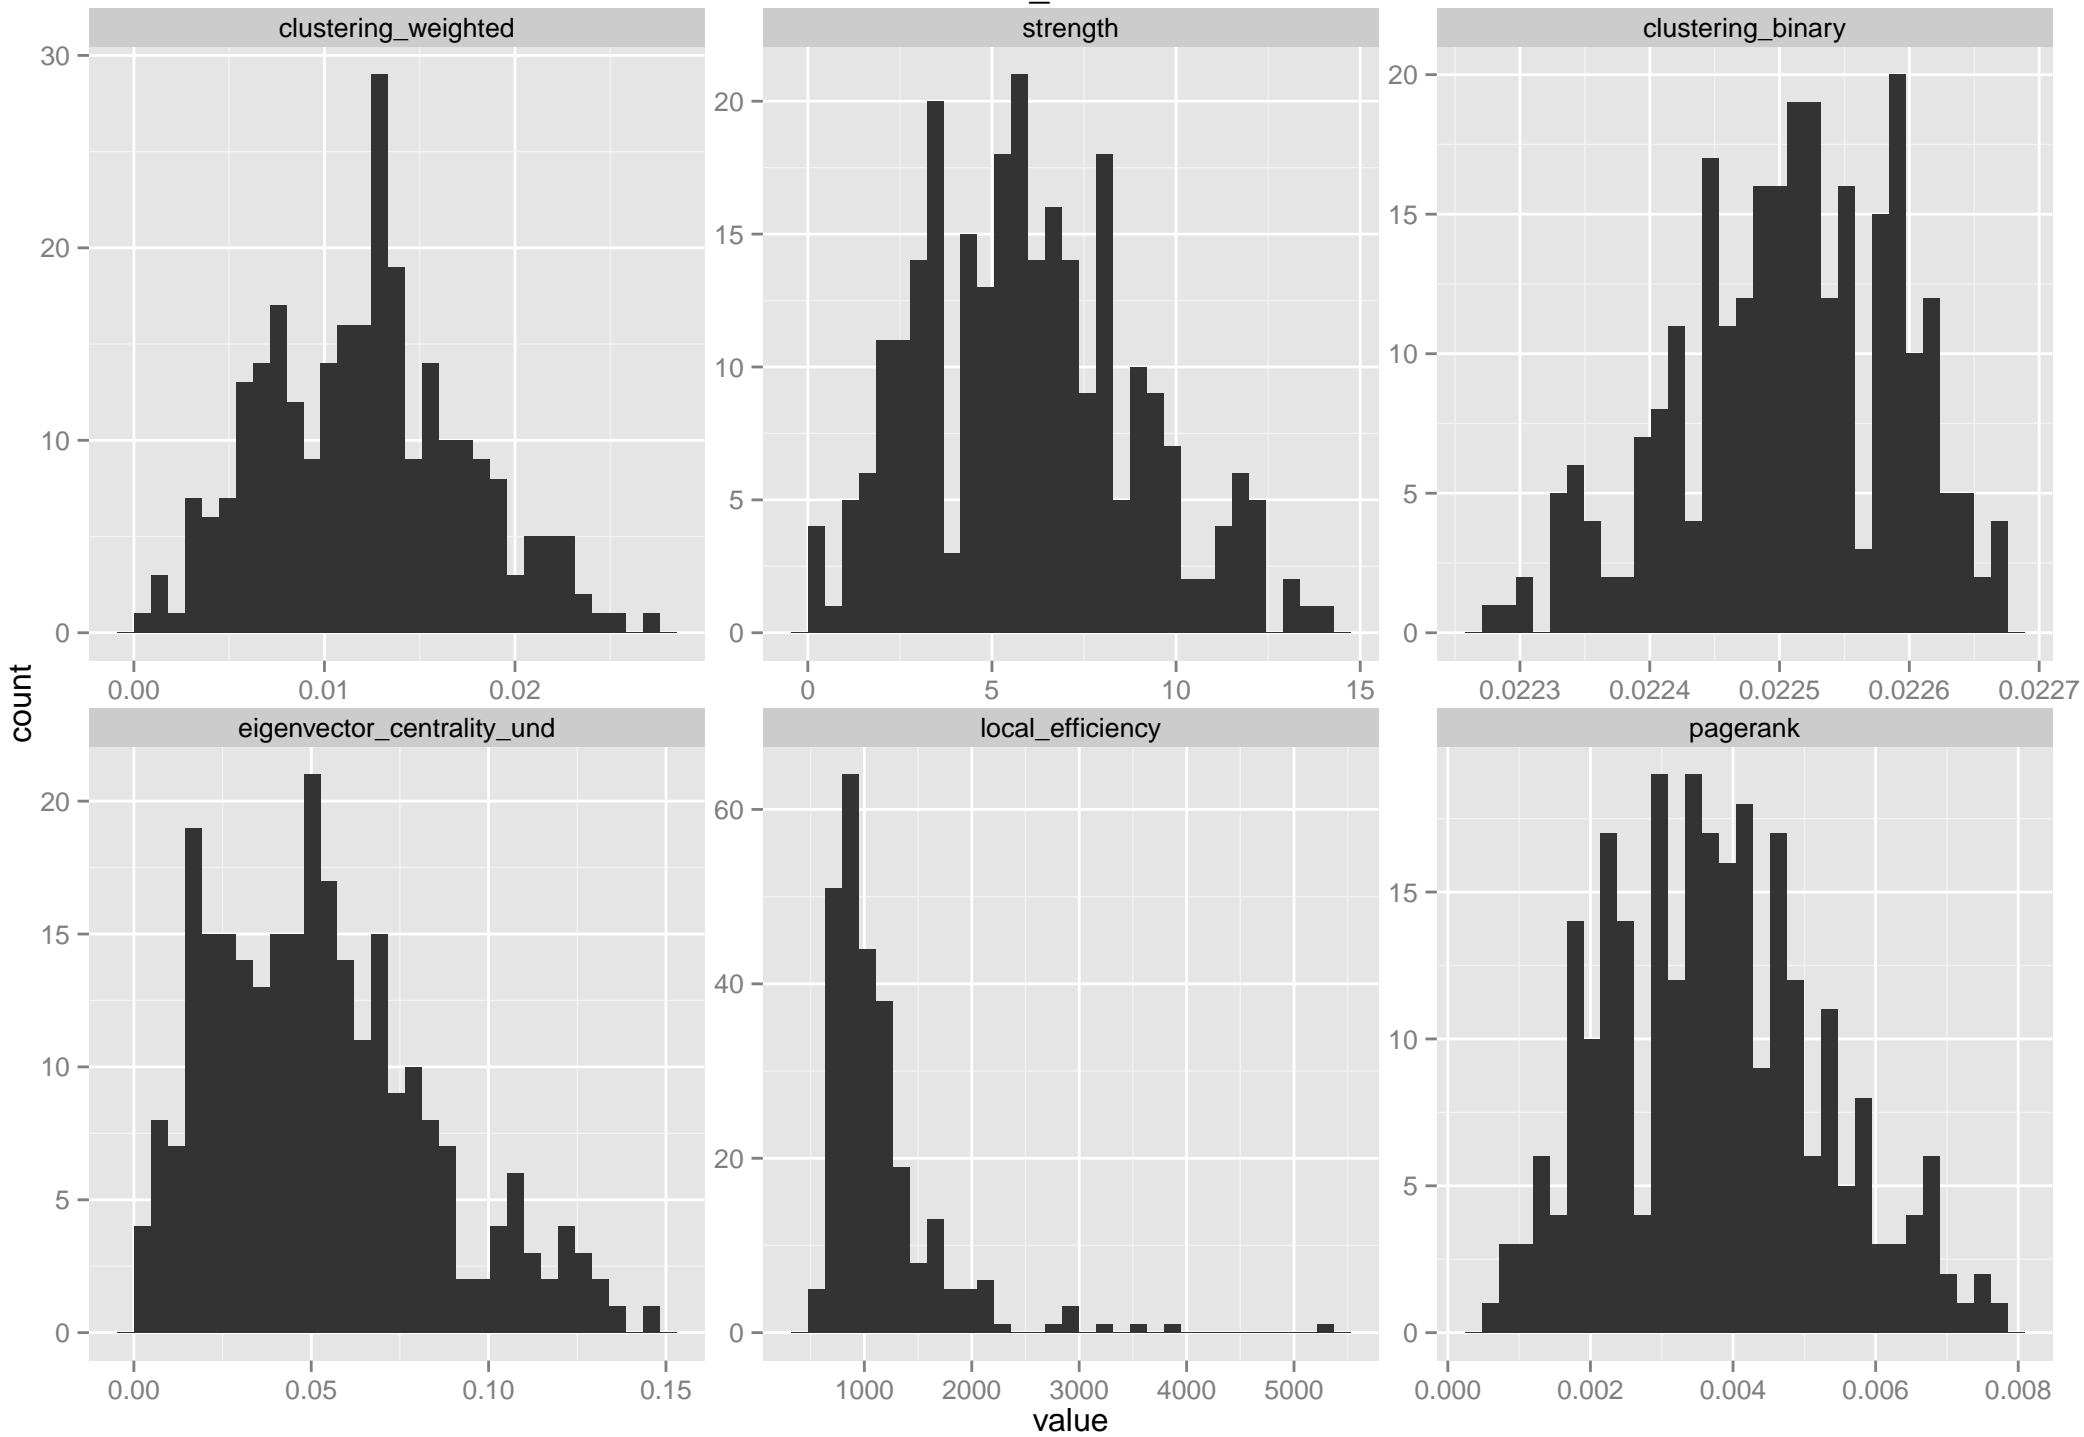 _
clustering_weighted
30
20
10
0
0.00 0.01 0.02
strength
20
15
10
5
0
0 5 10 15
clustering_binary
20
15
10
5
0
0.0223 0.0224 0.0225 0.0226 0.0227
count
eigenvector_centrality_und
20
15
10
5
0
0.00 0.05 0.10 0.15
local_efficiency
60
40
20
0
1000 2000 3000 4000 5000
pagerank
15
10
5
0
0.000 0.002 0.004 0.006 0.008
value